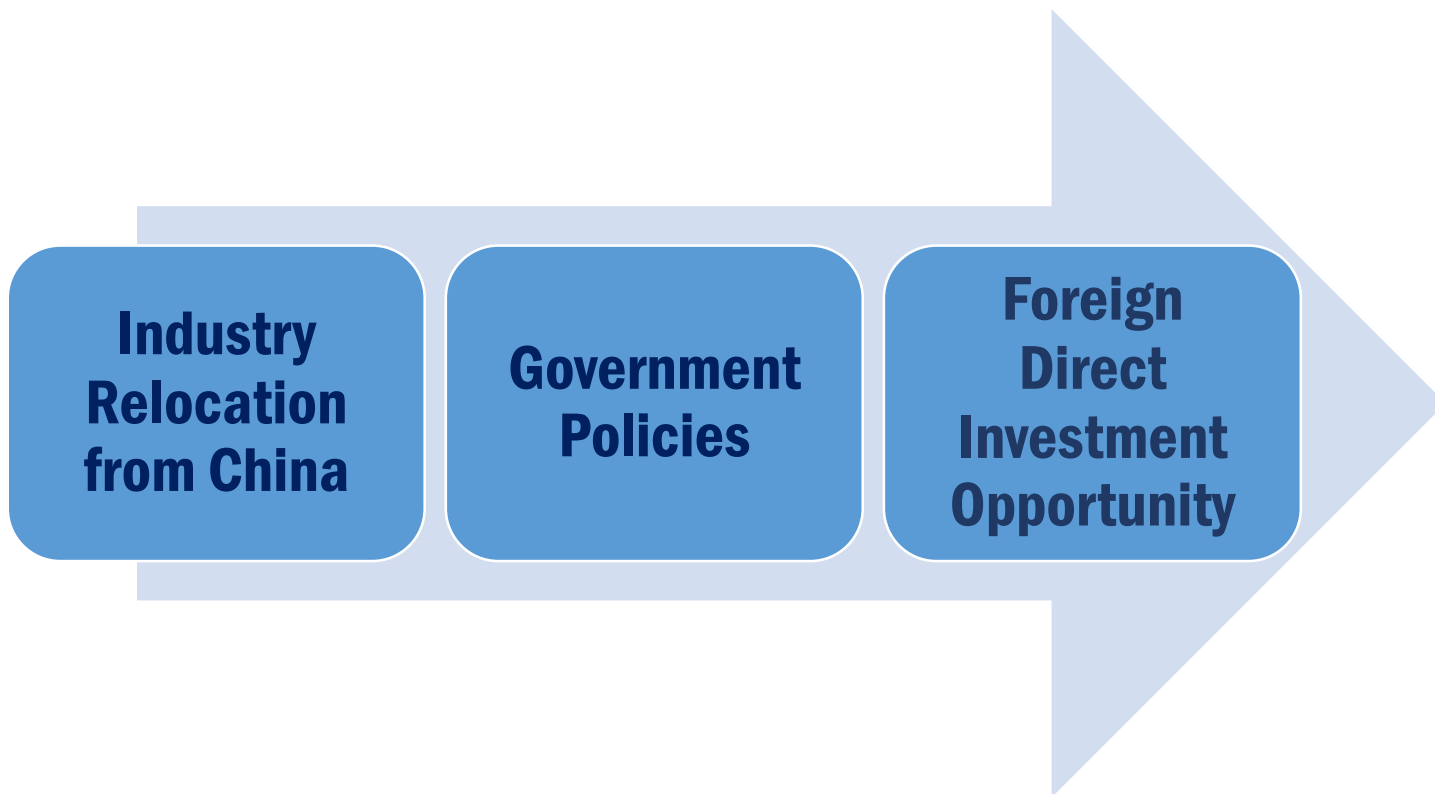 Industry
Relocation
from China
Government
Policies
Foreign
Direct
Investment
Opportunity